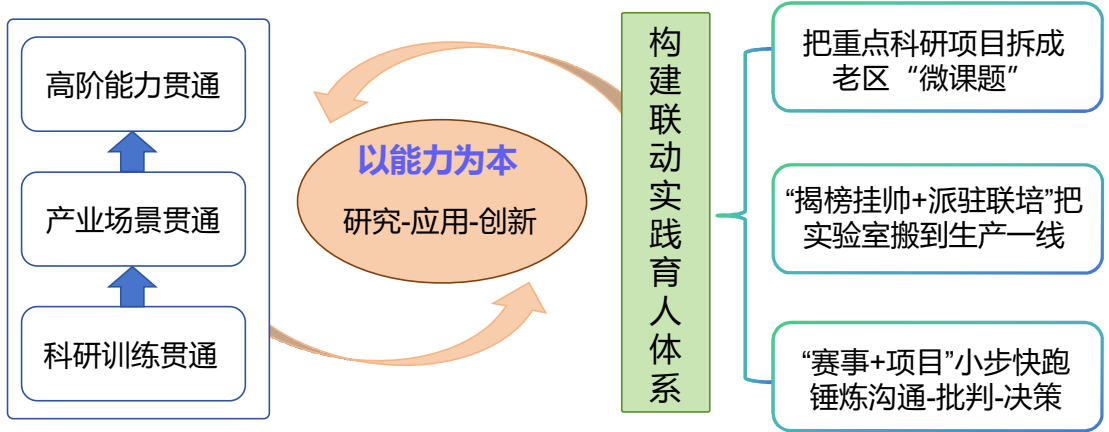 高阶能力贯通
产业场景贯通
科研训练贯通
以能力为本
研究-应用-创新
构建联动实践育人体系
把重点科研项目拆成
老区“微课题”
“揭榜挂帅+派驻联培”把
实验室搬到生产一线
“赛事+项目”小步快跑
锤炼沟通-批判-决策